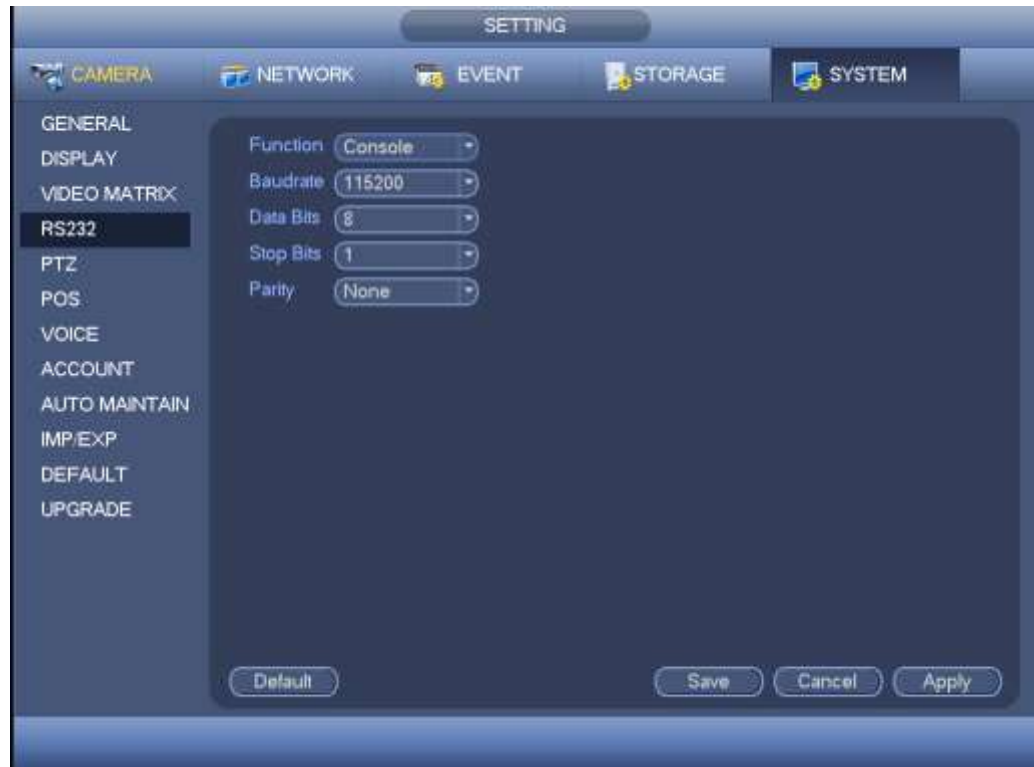 SETTING
CAMERA NETWORK EVENT STORAGE SYSTEM
GENERAL
DISPLAY
VIDEO MATRIX
RS232
PTZ
POS
VOICE
ACCOUNT
AUTO MAINTAIN
IMP/EXP
DEFAULT
UPGRADE
Function Console
Baudrate 115200
Data Bits 8
Stop Bits 1
Parity None
Default Save Cancel Apply